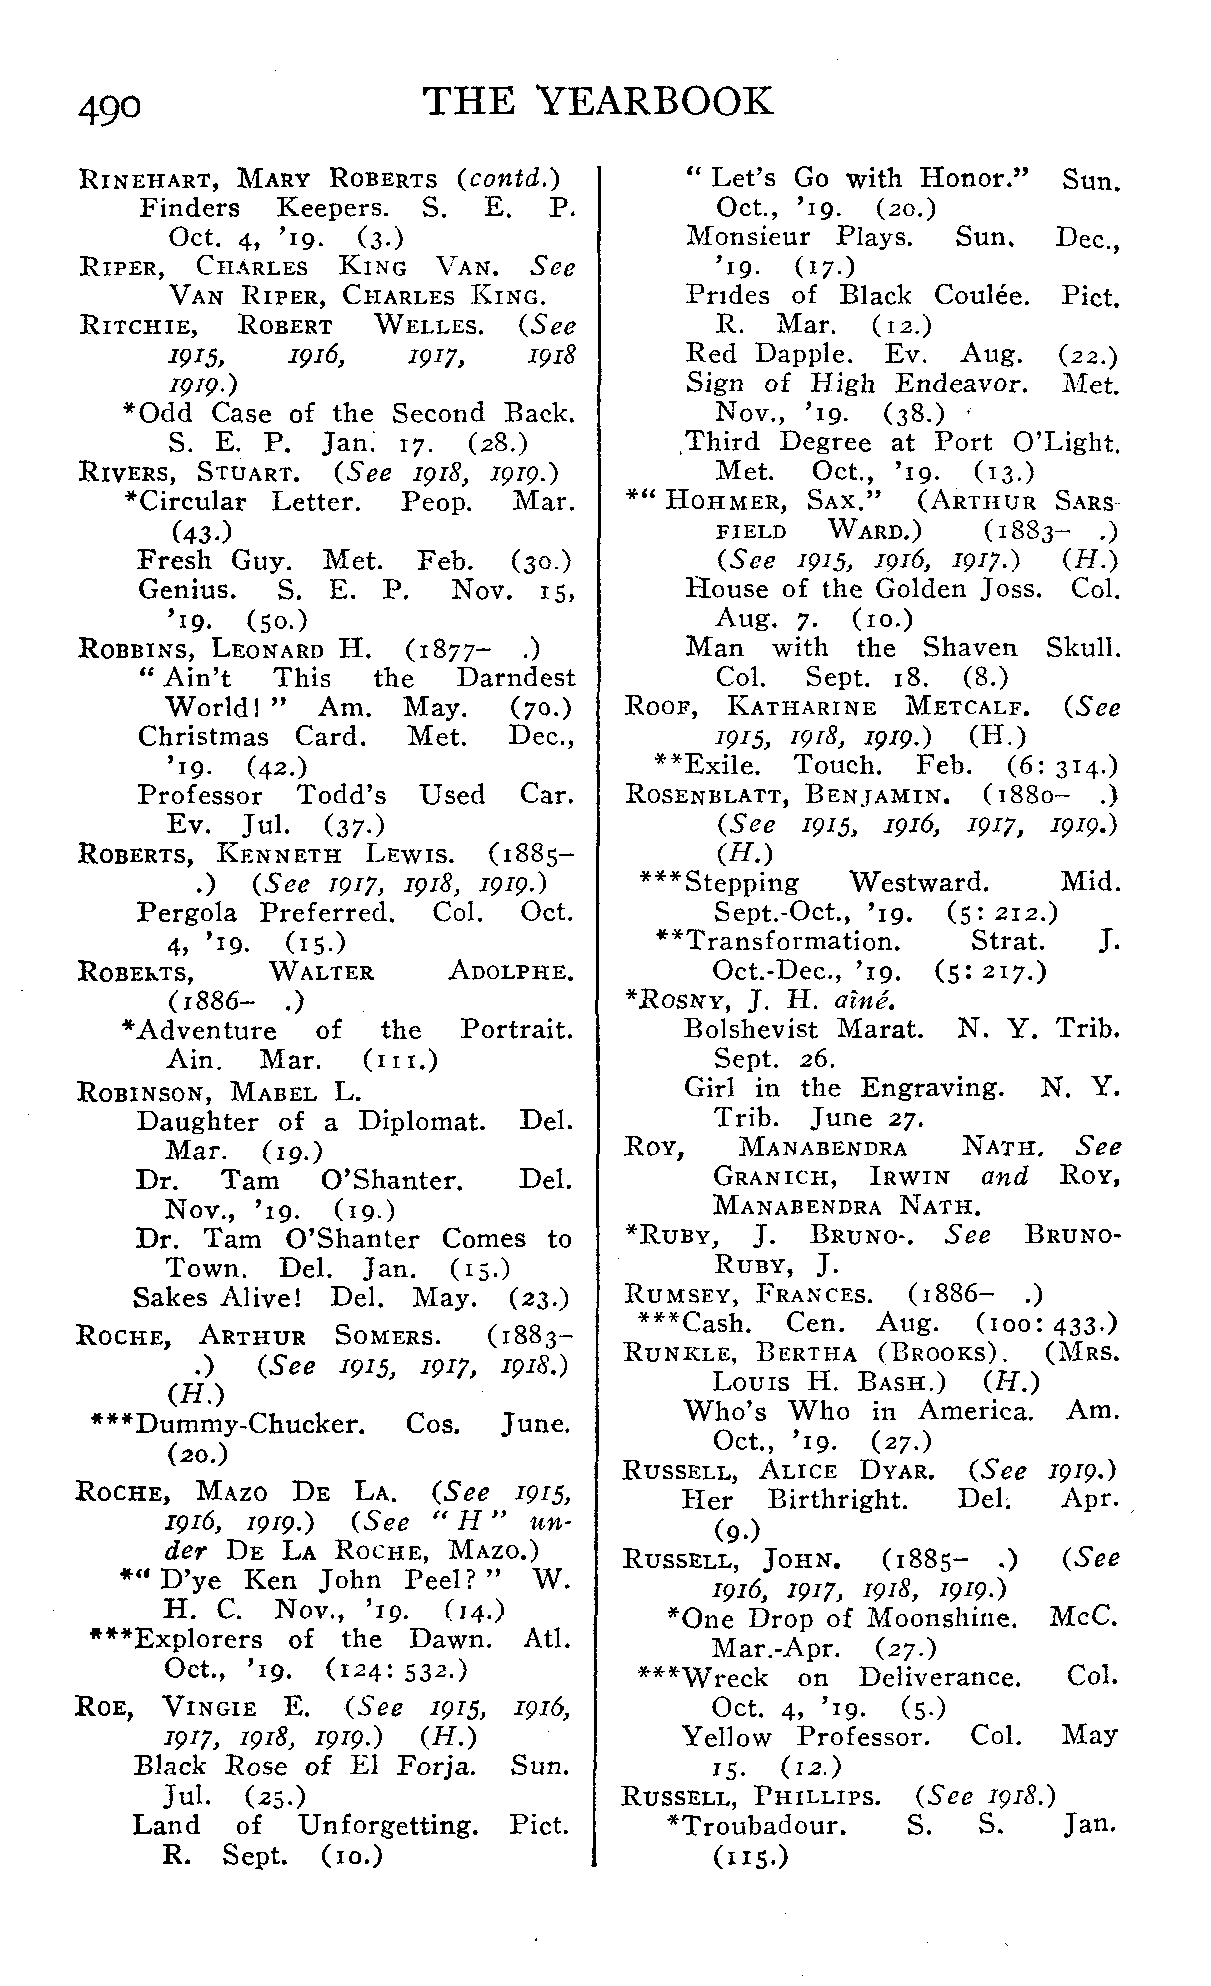 490
THE YEARBOOK
RINEHART, MARY ROBERTS (contd.)
Finders Keepers. S. E. P.
Oct. 4, '19. (3.)
RIPER, CHARLES KING VAN. See
VAN RIPER, CHARLES KING.
RITCHIE, ROBERT WELLES. (See
1915, 1916, 1917, 1918
1919.)
*Odd Case of the Second Back.
S. E. P. Jan. 17. (28.)
RIVERS, STUART. (See 1918, 1919.)
*Circular Letter. Peop. Mar.
(43.)
Fresh Guy. Met. Feb. (30.)
Genius. S. E. P. Nov. 15,
'19. (50.)
ROBBINS, LEONARD H. (1877- .)
“Ain't This the Darndest
World!” Am. May. (70.)
Christmas Card. Met. Dec.,
'19. (42.)
Professor Todd's Used Car.
Ev. Jul. (37.)
ROBERTS, KENNETH LEWIS. (1885-
.) (See 1917, 1918, 1919.)
Pergola Preferred. Col. Oct.
4, '19. (15.)
ROBERTS, WALTER ADOLPHE.
(1886- .)
*Adventure of the Portrait.
Ain. Mar. (111.)
ROBINSON, MABEL L.
Daughter of a Diplomat. Del.
Mar. (19.)
Dr. Tam O'Shanter. Del.
Nov., '19. (19.)
Dr. Tam O'Shanter Comes to
Town. Del. Jan. (15.)
Sakes Alive! Del. May. (23.)
ROCHE, ARTHUR SOMERS. (1883-
.) (See 1915, 1917, 1918.)
(H.)
***Dummy-Chucker. Cos. June.
(20.)
ROCHE, MAZO DE LA. (See 1915,
1916, 1919.) (See “H” un-
der DE LA ROCHE, MAZO.)
*“D'ye Ken John Peel?” W.
H. C. Nov., '19. (14.)
***Explorers of the Dawn. Atl.
Oct., '19. (124: 532.)
ROE, VINGIE E. (See 1915, 1916,
1917, 1918, 1919.) (H.)
Black Rose of El Forja. Sun.
Jul. (25.)
Land of Unforgetting. Pict.
R. Sept. (10.)
“Let's Go with Honor.” Sun.
Oct., '19. (20.)
Monsieur Plays. Sun. Dec.,
'19. (17.)
Prides of Black Coulée. Pict.
R. Mar. (12.)
Red Dapple. Ev. Aug. (22.)
Sign of High Endeavor. Met.
Nov., '19. (38.)
Third Degree at Port O'Light.
Met. Oct., '19. (13.)
*“HOHMER, SAX.” (ARTHUR SARS-
FIELD WARD.) (1883- .)
(See 1915, 1916, 1917.) (H.)
House of the Golden Joss. Col.
Aug. 7. (10.)
Man with the Shaven Skull.
Col. Sept. 18. (8.)
ROOF, KATHARINE METCALF. (See
1915, 1918, 1919.) (H.)
**Exile. Touch. Feb. (6: 314.)
ROSENBLATT, BENJAMIN. (1880- .)
(See 1915, 1916, 1917, 1919.)
(H.)
***Stepping Westward. Mid.
Sept.-Oct., '19. (5: 212.)
**Transformation. Strat. J.
Oct.-Dec., '19. (5: 217.)
*ROSNY, J. H. aîné.
Bolshevist Marat. N. Y. Trib.
Sept. 26.
Girl in the Engraving. N. Y.
Trib. June 27.
ROY, MANABENDRA NATH. See
GRANICH, IRWIN and ROY,
MANABENDRA NATH.
*RUBY, J. BRUNO-. See BRUNO-
RUBY, J.
RUMSEY, FRANCES. (1886- .)
***Cash. Cen. Aug. (100: 433.)
RUNKLE, BERTHA (BROOKS). (MRS.
LOUIS H. BASH.) (H.)
Who's Who in America. Am.
Oct., '19. (27.)
RUSSELL, ALICE DYAR. (See 1919.)
Her Birthright. Del. Apr.
(9.)
RUSSELL, JOHN. (1885- .) (See
1916, 1917, 1918, 1919.)
*One Drop of Moonshine. McC.
Mar.-Apr. (27.)
***Wreck on Deliverance. Col.
Oct. 4, '19. (5.)
Yellow Professor. Col. May
15. (12.)
RUSSELL, PHILLIPS. (See 1918.)
*Troubadour. S. S. Jan.
(115.)